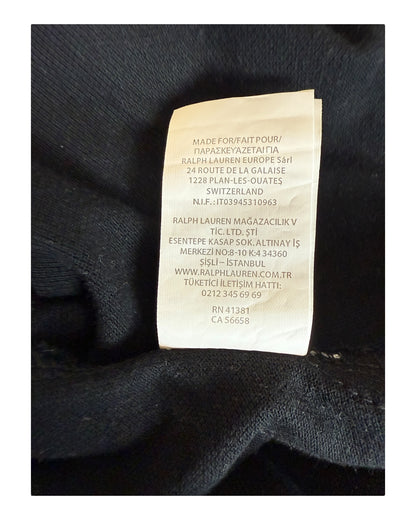 MADE FOR/FAIT POUR/
ΠΑΡΑΣΚΕΥΑΖΕΤΑΙ ΓΙΑ
RALPH LAUREN EUROPE Sàrl
24 ROUTE DE LA GALAISE
1228 PLAN-LES-OUATES
SWITZERLAND
N.I.F. : IT03945310963
RALPH LAUREN MAĞAZACILIK V
TİC. LTD. ŞTİ
ESENTEPE KASAP SOK. ALTINAY İŞ
MERKEZİ NO:8-10 K:4 34360
ŞİŞLİ – İSTANBUL
WWW.RALPHLAUREN.COM.TR
TÜKETİCİ İLETİŞİM HATTI:
0212 345 69 69
RN 41381
CA 56658